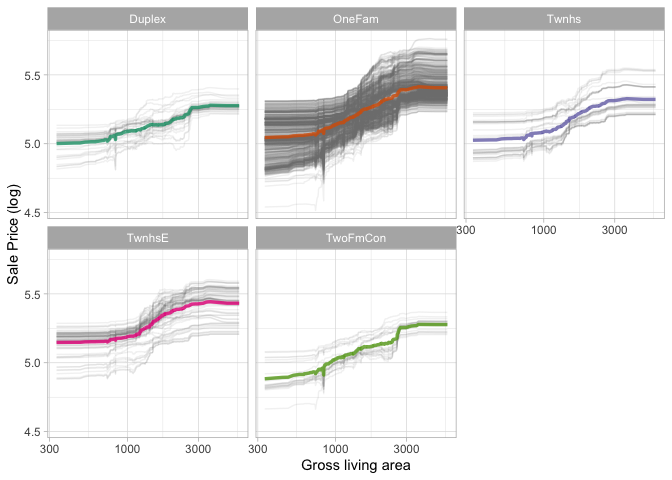 Duplex OneFam Twnhs
5.5
5.0
4.5
300 1000 3000
TwnhsE TwoFmCon
5.5
5.0
4.5
300 1000 3000 300 1000 3000
Gross living area
Sale Price (log)